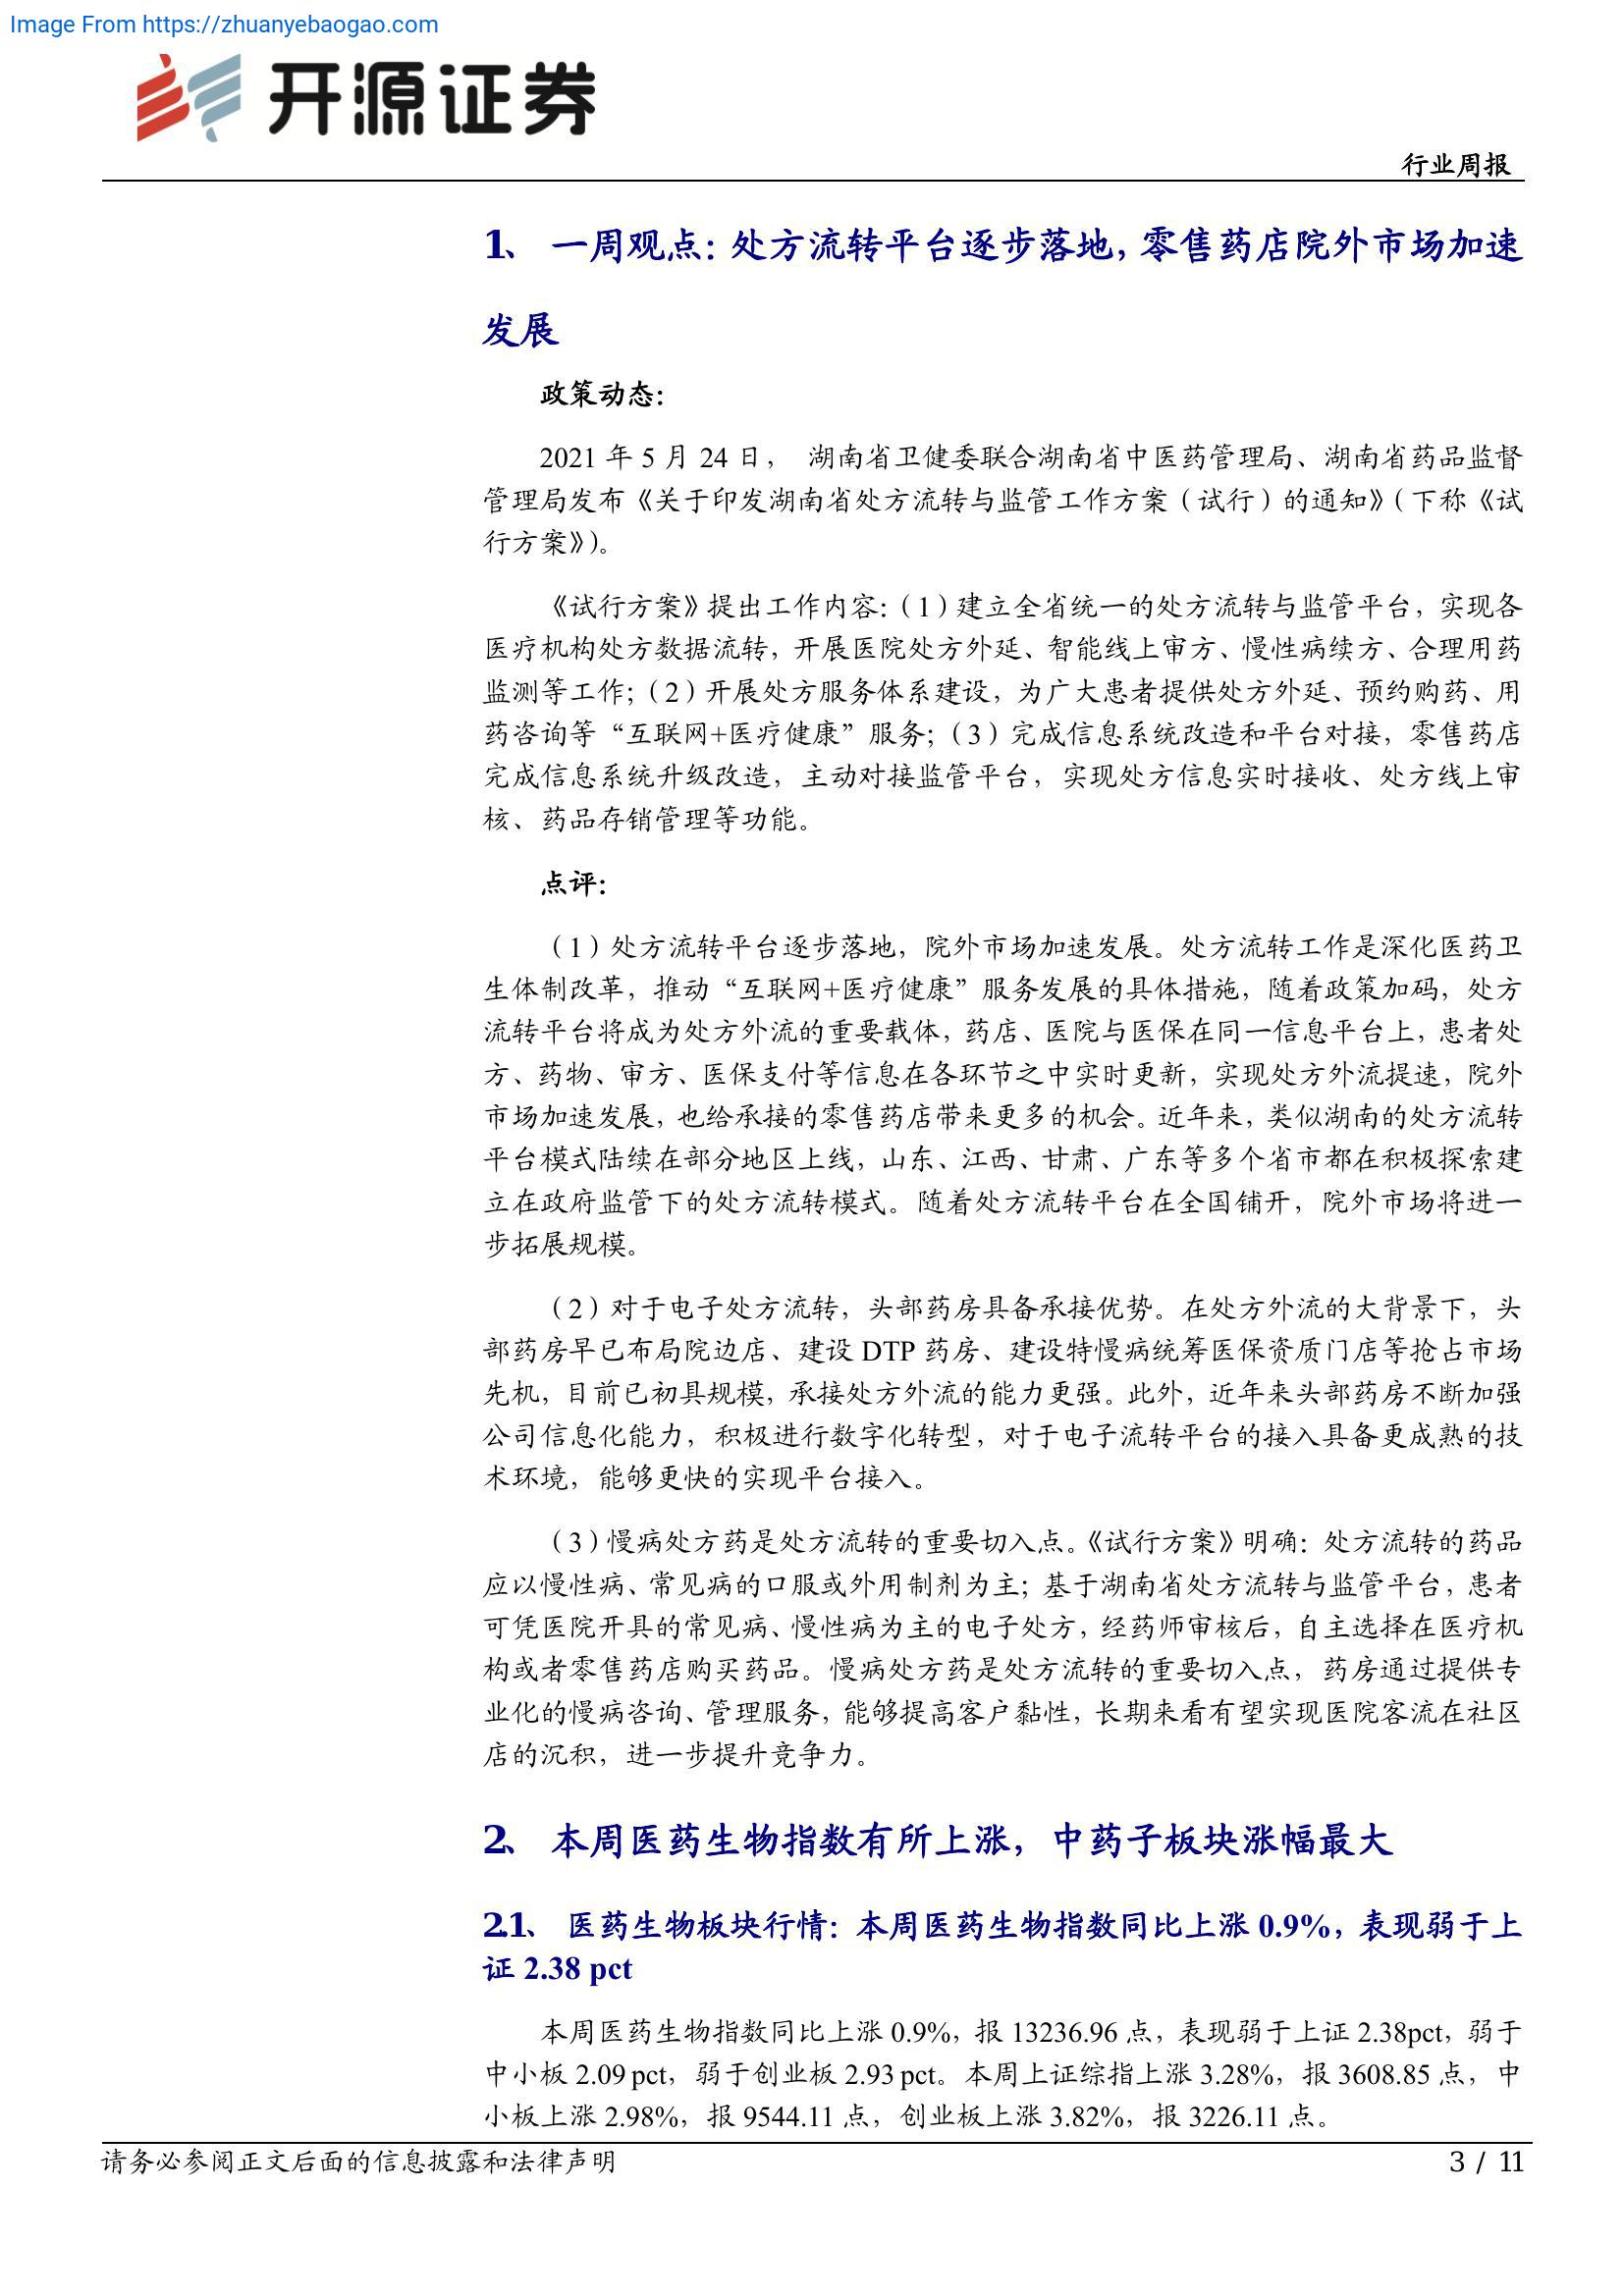 Image From https://zhuanyebaogao.com
开源证券
行业周报
1、 一周观点：处方流转平台逐步落地，零售药店院外市场加速
发展
政策动态：
2021 年 5 月 24 日， 湖南省卫健委联合湖南省中医药管理局、湖南省药品监督
管理局发布《关于印发湖南省处方流转与监管工作方案（试行）的通知》（下称《试
行方案》）。
《试行方案》提出工作内容：（1）建立全省统一的处方流转与监管平台，实现各
医疗机构处方数据流转，开展医院处方外延、智能线上审方、慢性病续方、合理用药
监测等工作；（2）开展处方服务体系建设，为广大患者提供处方外延、预约购药、用
药咨询等“互联网+医疗健康”服务；（3）完成信息系统改造和平台对接，零售药店
完成信息系统升级改造，主动对接监管平台，实现处方信息实时接收、处方线上审
核、药品存销管理等功能。
点评：
（1）处方流转平台逐步落地，院外市场加速发展。处方流转工作是深化医药卫
生体制改革，推动“互联网+医疗健康”服务发展的具体措施，随着政策加码，处方
流转平台将成为处方外流的重要载体，药店、医院与医保在同一信息平台上，患者处
方、药物、审方、医保支付等信息在各环节之中实时更新，实现处方外流提速，院外
市场加速发展，也给承接的零售药店带来更多的机会。近年来，类似湖南的处方流转
平台模式陆续在部分地区上线，山东、江西、甘肃、广东等多个省市都在积极探索建
立在政府监管下的处方流转模式。随着处方流转平台在全国铺开，院外市场将进一
步拓展规模。
（2）对于电子处方流转，头部药房具备承接优势。在处方外流的大背景下，头
部药房早已布局院边店、建设 DTP 药房、建设特慢病统筹医保资质门店等抢占市场
先机，目前已初具规模，承接处方外流的能力更强。此外，近年来头部药房不断加强
公司信息化能力，积极进行数字化转型，对于电子流转平台的接入具备更成熟的技
术环境，能够更快的实现平台接入。
（3）慢病处方药是处方流转的重要切入点。《试行方案》明确：处方流转的药品
应以慢性病、常见病的口服或外用制剂为主；基于湖南省处方流转与监管平台，患者
可凭医院开具的常见病、慢性病为主的电子处方，经药师审核后，自主选择在医疗机
构或者零售药店购买药品。慢病处方药是处方流转的重要切入点，药房通过提供专
业化的慢病咨询、管理服务，能够提高客户黏性，长期来看有望实现医院客流在社区
店的沉积，进一步提升竞争力。
2、 本周医药生物指数有所上涨，中药子板块涨幅最大
2.1、 医药生物板块行情：本周医药生物指数同比上涨 0.9%，表现弱于上
证 2.38 pct
本周医药生物指数同比上涨 0.9%，报 13236.96 点，表现弱于上证 2.38pct，弱于
中小板 2.09 pct，弱于创业板 2.93 pct。本周上证综指上涨 3.28%，报 3608.85 点，中
小板上涨 2.98%，报 9544.11 点，创业板上涨 3.82%，报 3226.11 点。
请务必参阅正文后面的信息披露和法律声明
3 / 11